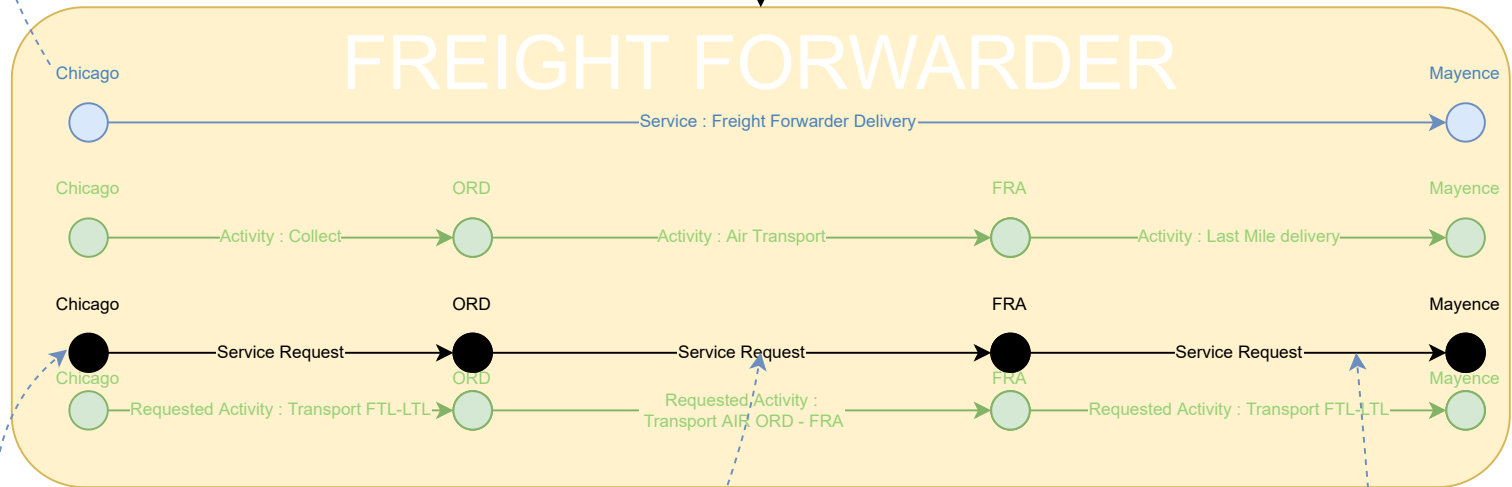 FREIGHT FORWARDER
Chicago
Mayence
Service : Freight Forwarder Delivery
Chicago
ORD
FRA
Mayence
Activity : Collect
Activity : Air Transport
Activity : Last Mile delivery
Chicago
ORD
FRA
Mayence
Service Request
Service Request
Service Request
Chicago
ORD
FRA
Mayence
Requested Activity : Transport FTL-LTL
Requested Activity :
Transport AIR ORD - FRA
Requested Activity : Transport FTL-LTL